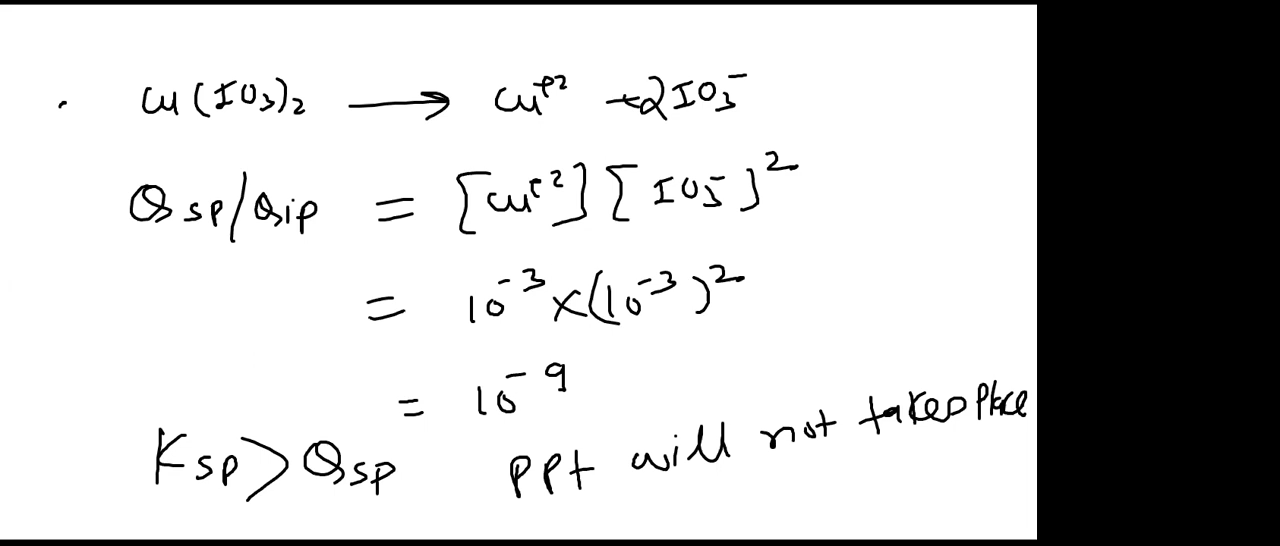 . Cu(IO3)2 ⟶ Cu+2 +2IO3-
Qsp/Qip = [Cu+2] [IO3-]2
= 10-3 x(10-3)2
= 10-9
Ksp > Qsp ppt will not takes place